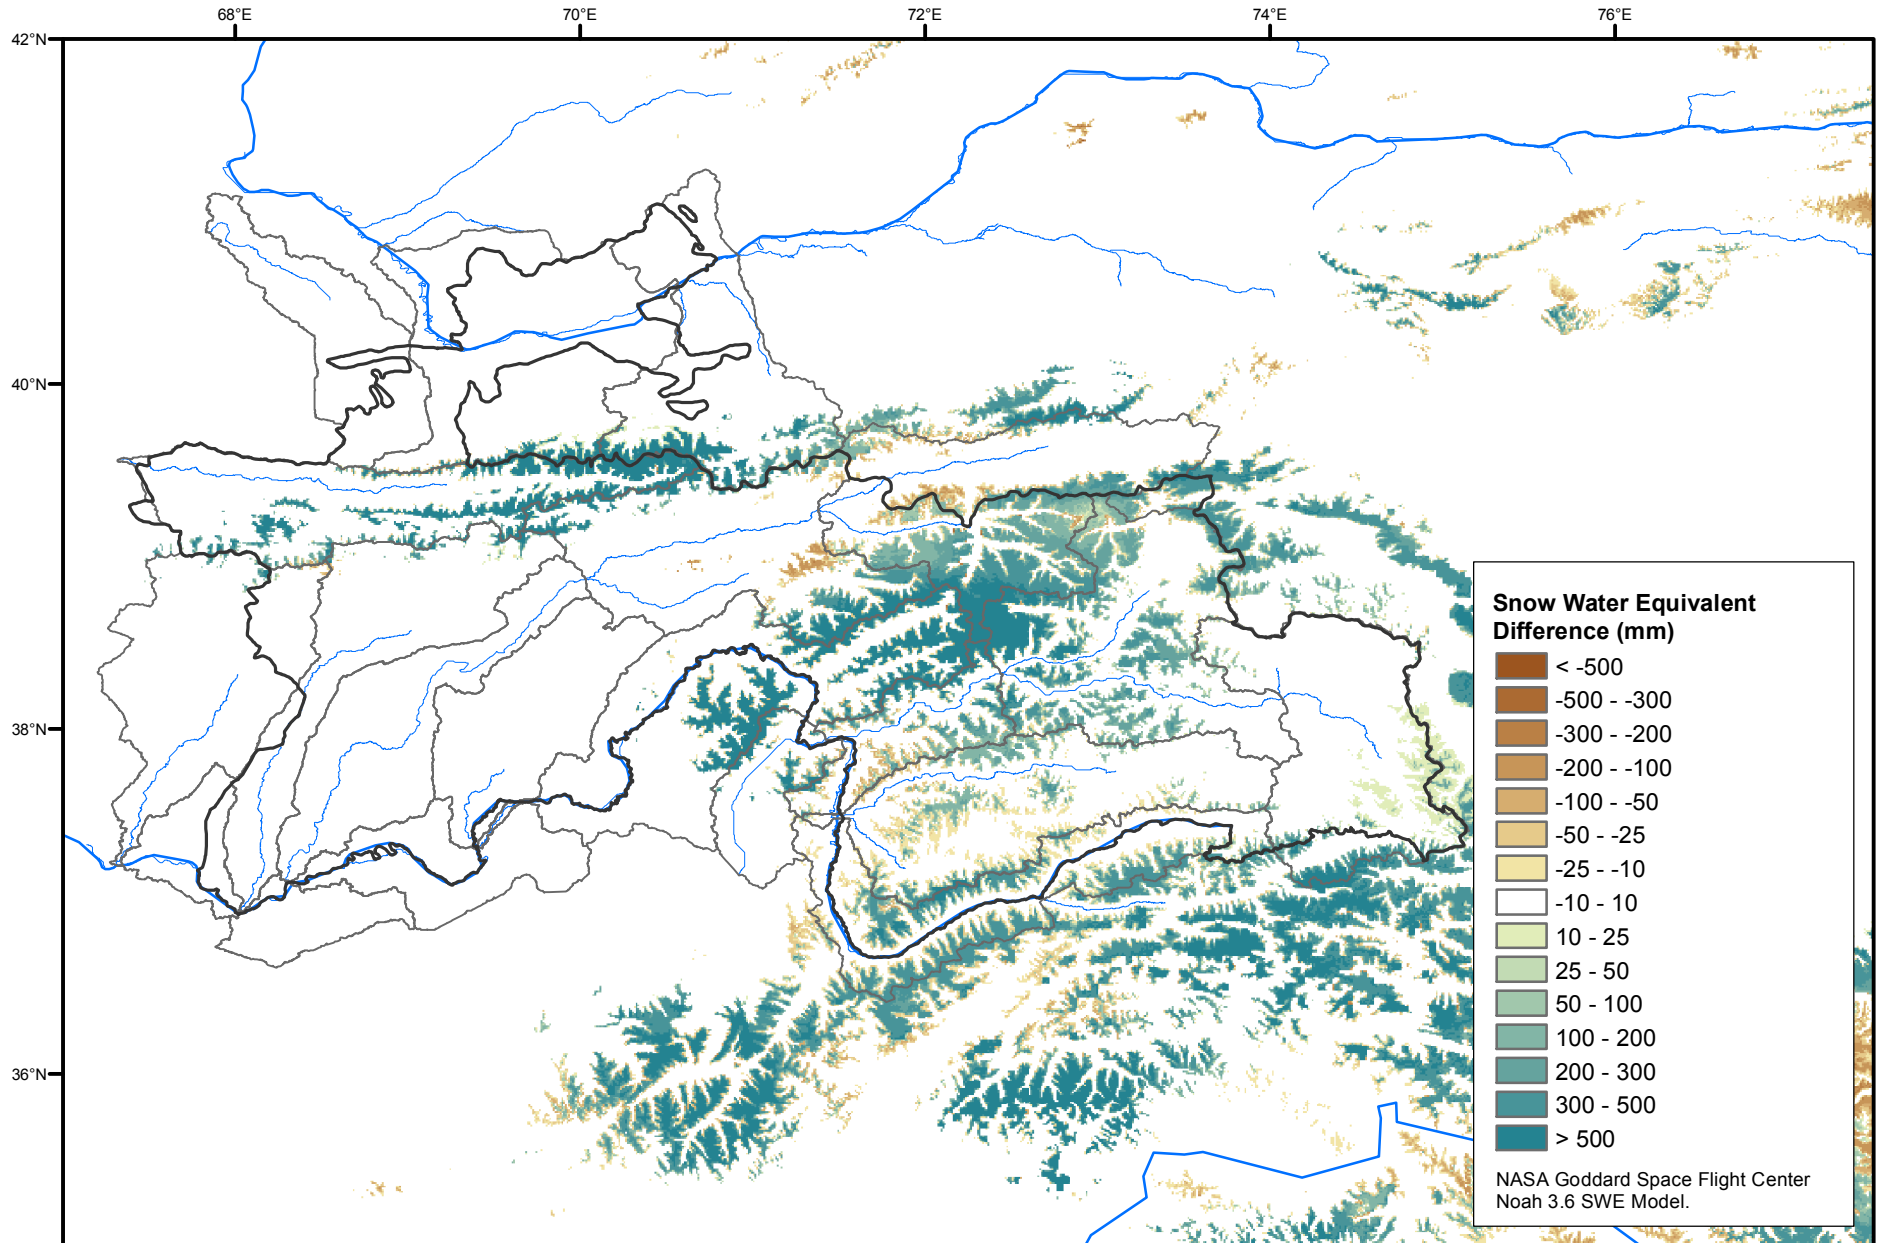 68°E
70°E
72°E
74°E
76°E
42°N
40°N
38°N
36°N
Snow Water Equivalent
Difference (mm)
< -500
-500 - -300
-300 - -200
-200 - -100
-100 - -50
-50 - -25
-25 - -10
-10 - 10
10 - 25
25 - 50
50 - 100
100 - 200
200 - 300
300 - 500
> 500
NASA Goddard Space Flight Center
Noah 3.6 SWE Model.